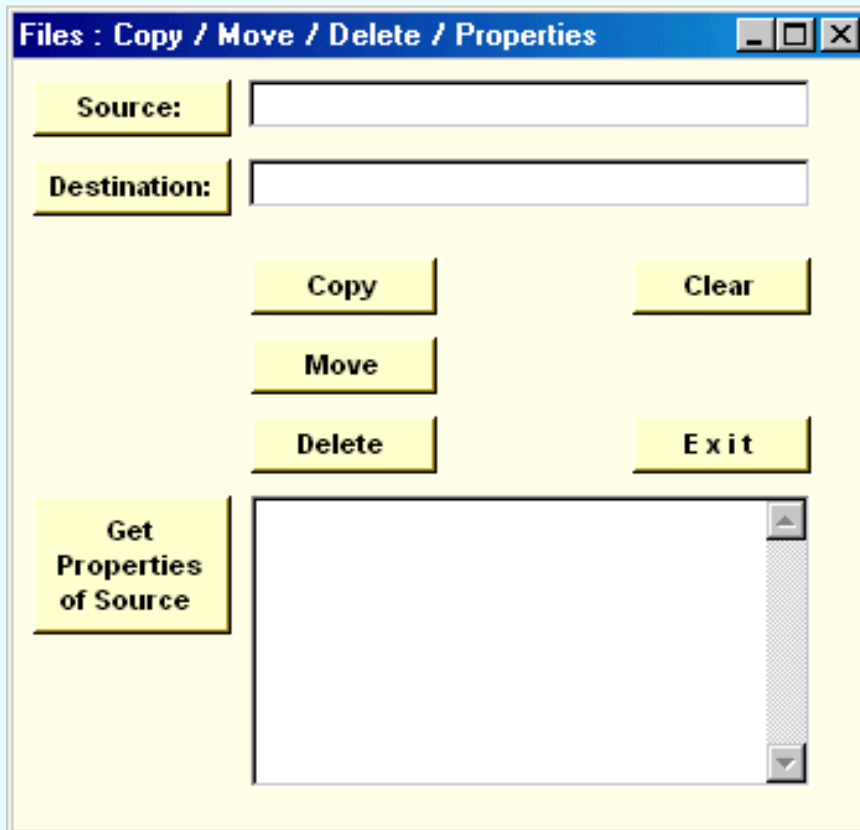 Files : Copy / Move / Delete / Properties
Source:
Destination:
Copy
Clear
Move
Delete
E x i t
Get
Properties
of Source